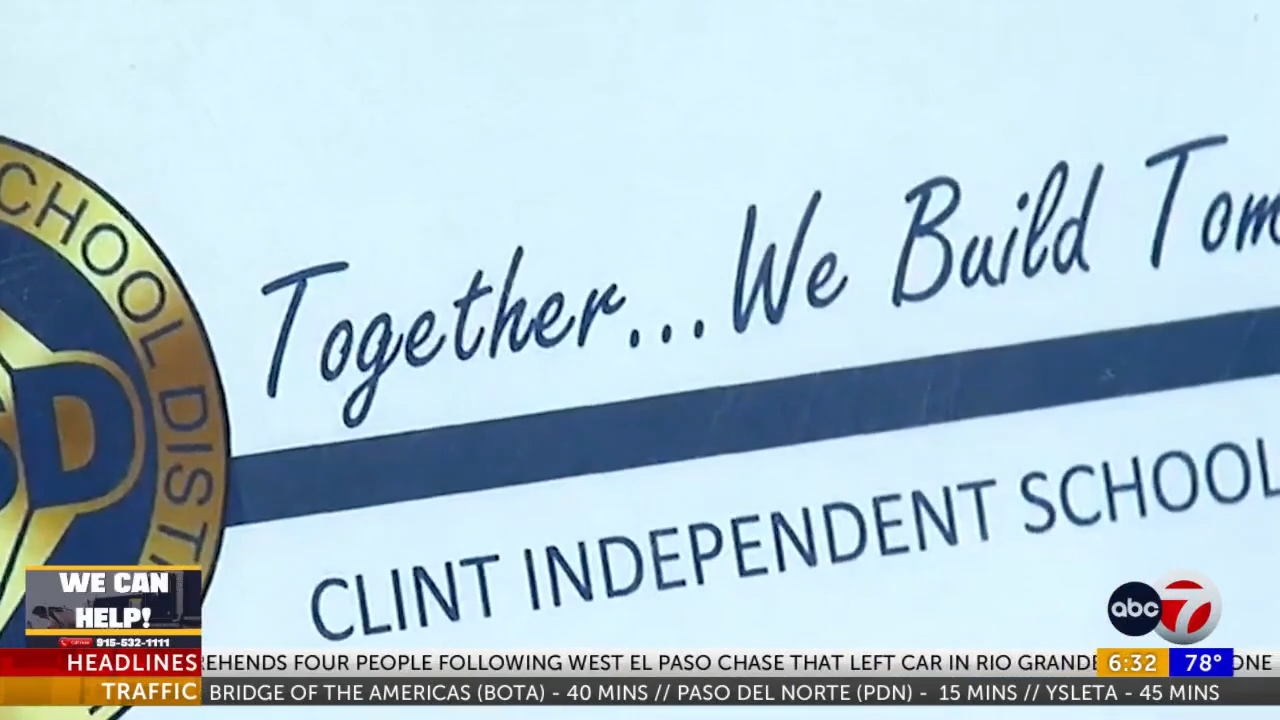 CHOOL DIST
D
Together...We Build Tom
CLINT INDEPENDENT SCHOOL
WE CAN
HELP!
915-532-1111
abc 7
HEADLINES EHENDS FOUR PEOPLE FOLLOWING WEST EL PASO CHASE THAT LEFT CAR IN RIO GRANDE 6:32 78° ONE
TRAFFIC BRIDGE OF THE AMERICAS (BOTA) - 40 MINS // PASO DEL NORTE (PDN) - 15 MINS // YSLETA - 45 MINS